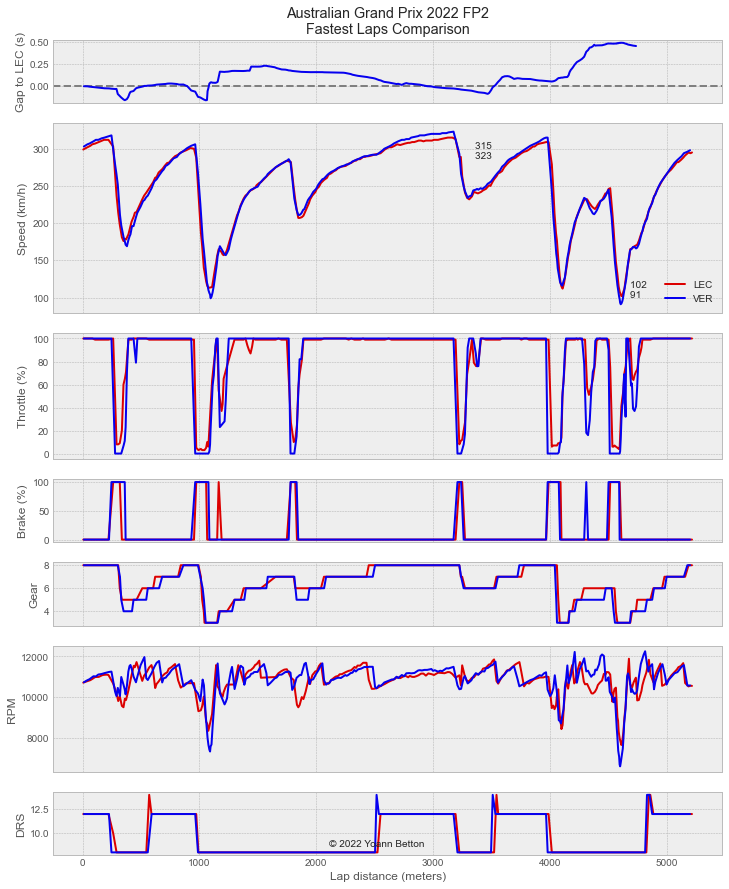 Australian Grand Prix 2022 FP2
Fastest Laps Comparison
Gap to LEC (s)
0.50
0.25
0.00
Speed (km/h)
300
250
200
150
100
315
323
102
91
LEC
VER
Throttle (%)
100
80
60
40
20
0
Brake (%)
100
50
0
Gear
8
6
4
RPM
12000
10000
8000
DRS
12.5
10.0
© 2022 Yoann Betton
0
1000
2000
3000
4000
5000
Lap distance (meters)